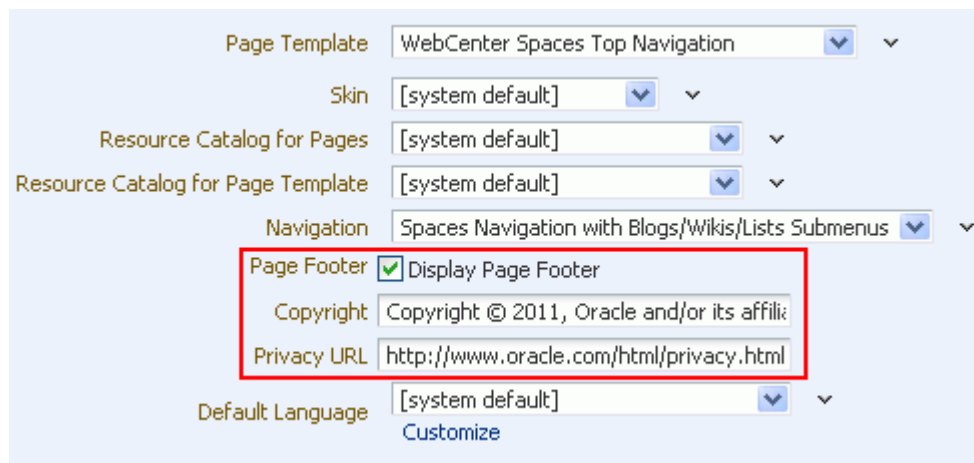 Page Template WebCenter Spaces Top Navigation
Skin [system default]
Resource Catalog for Pages [system default]
Resource Catalog for Page Template [system default]
Navigation Spaces Navigation with Blogs/Wikis/Lists Submenus
Page Footer Display Page Footer
Copyright Copyright © 2011, Oracle and/or its affilia
Privacy URL http://www.oracle.com/html/privacy.html
Default Language [system default]
Customize